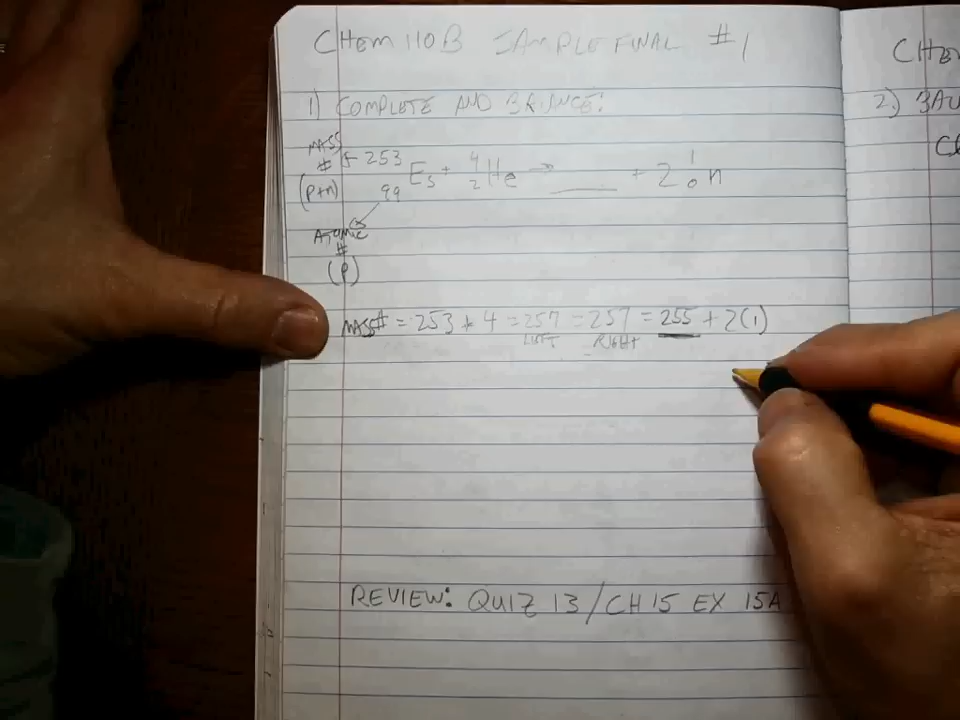 CHEM 110B SAMPLE FINAL #1
1) COMPLETE AND BALANCE:
MASS # (p+n)
253 99 Es + 4 2 He → ____ + 2 1 0 n
ATOMIC # (p)
MASS# = 253 + 4 = 257 = 257 = 255 + 2(1)
LEFT RIGHT
REVIEW: QUIZ 13/CH 15 EX 15A
CHEM
2.)